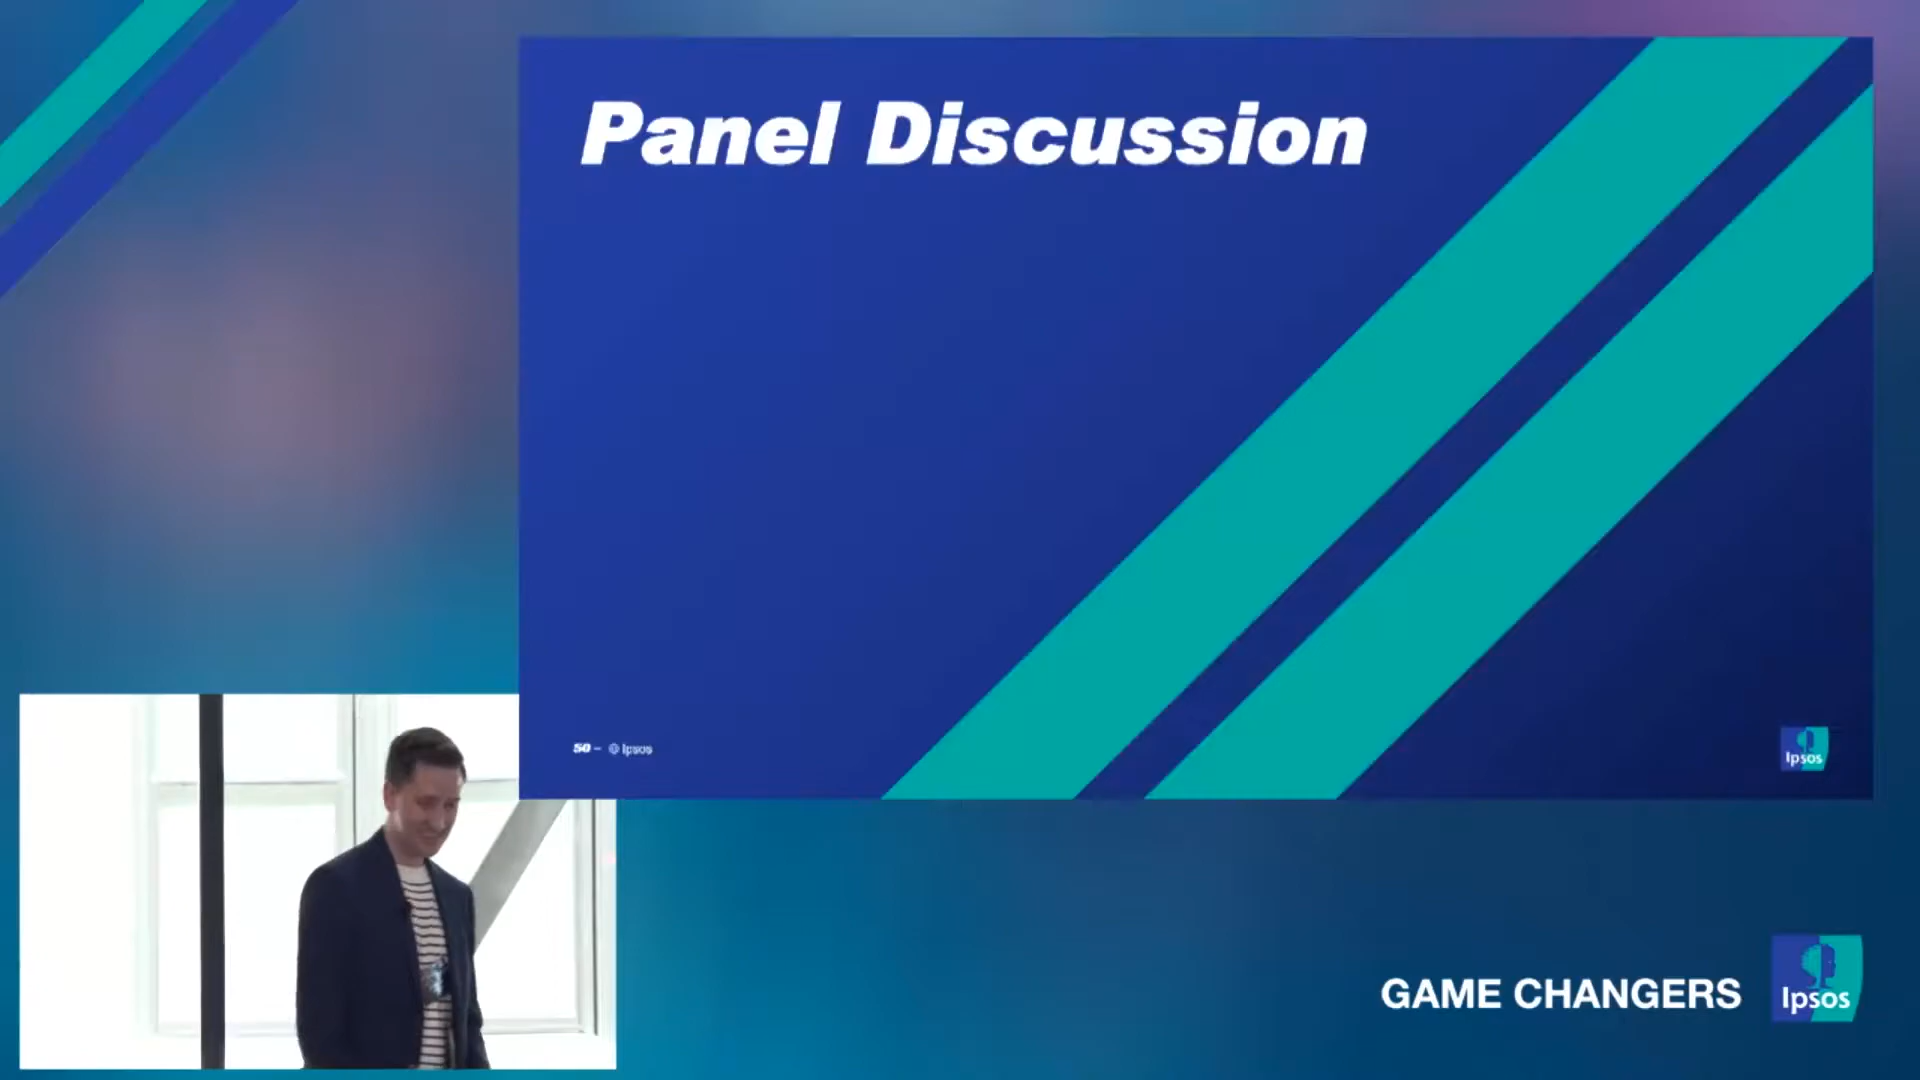 Panel Discussion
50 – © Ipsos
Ipsos
GAME CHANGERS
Ipsos